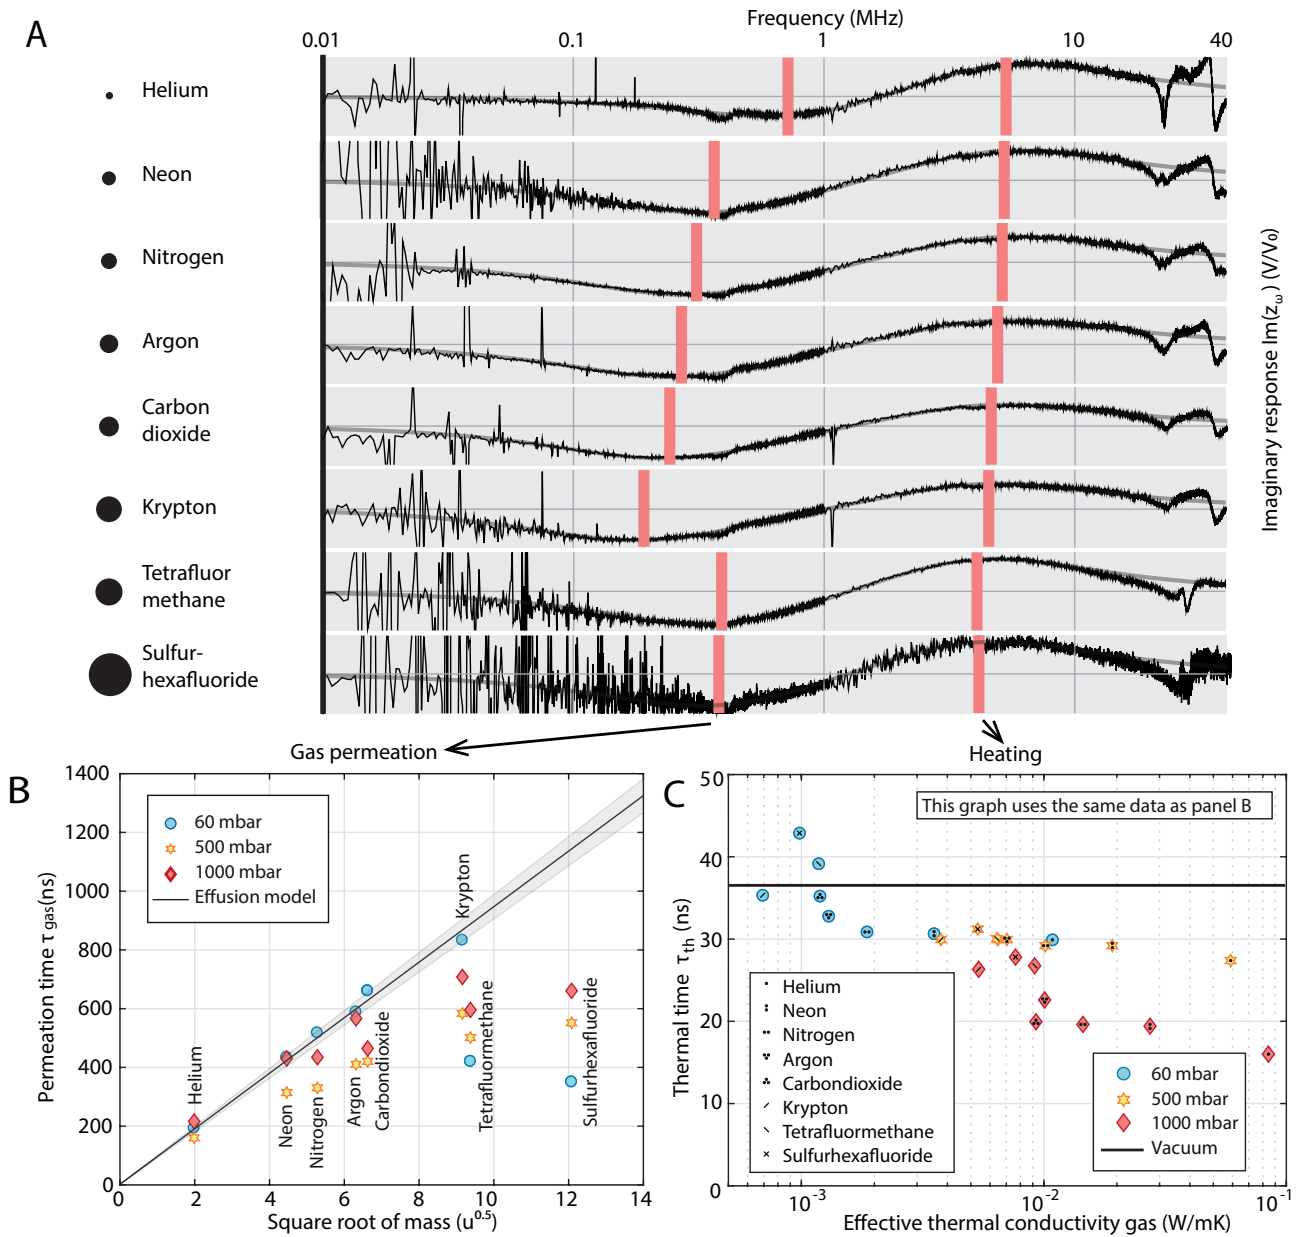 A
Frequency (MHz)
0.01 0.1 1 10 40
Helium
Neon
Nitrogen
Argon
Carbon
dioxide
Krypton
Tetrafluor
methane
Sulfur-
hexafluoride
Imaginary response Im(zω) (V/V₀)
Gas permeation
Heating
B
1400
1200
1000
800
600
400
200
0
0 2 4 6 8 10 12 14
Permeation time τgas(ns)
Square root of mass (u⁰·⁵)
60 mbar
500 mbar
1000 mbar
Effusion model
Helium
Neon
Nitrogen
Argon
Carbondioxide
Krypton
Tetrafluomethane
Sulfurhexafluoride
C
50
40
30
20
10
0
10⁻³ 10⁻² 10⁻¹
Thermal time τth (ns)
Effective thermal conductivity gas (W/mK)
This graph uses the same data as panel B
Helium
Neon
Nitrogen
Argon
Carbondioxide
Krypton
Tetrafluormethane
Sulfurhexafluoride
60 mbar
500 mbar
1000 mbar
Vacuum